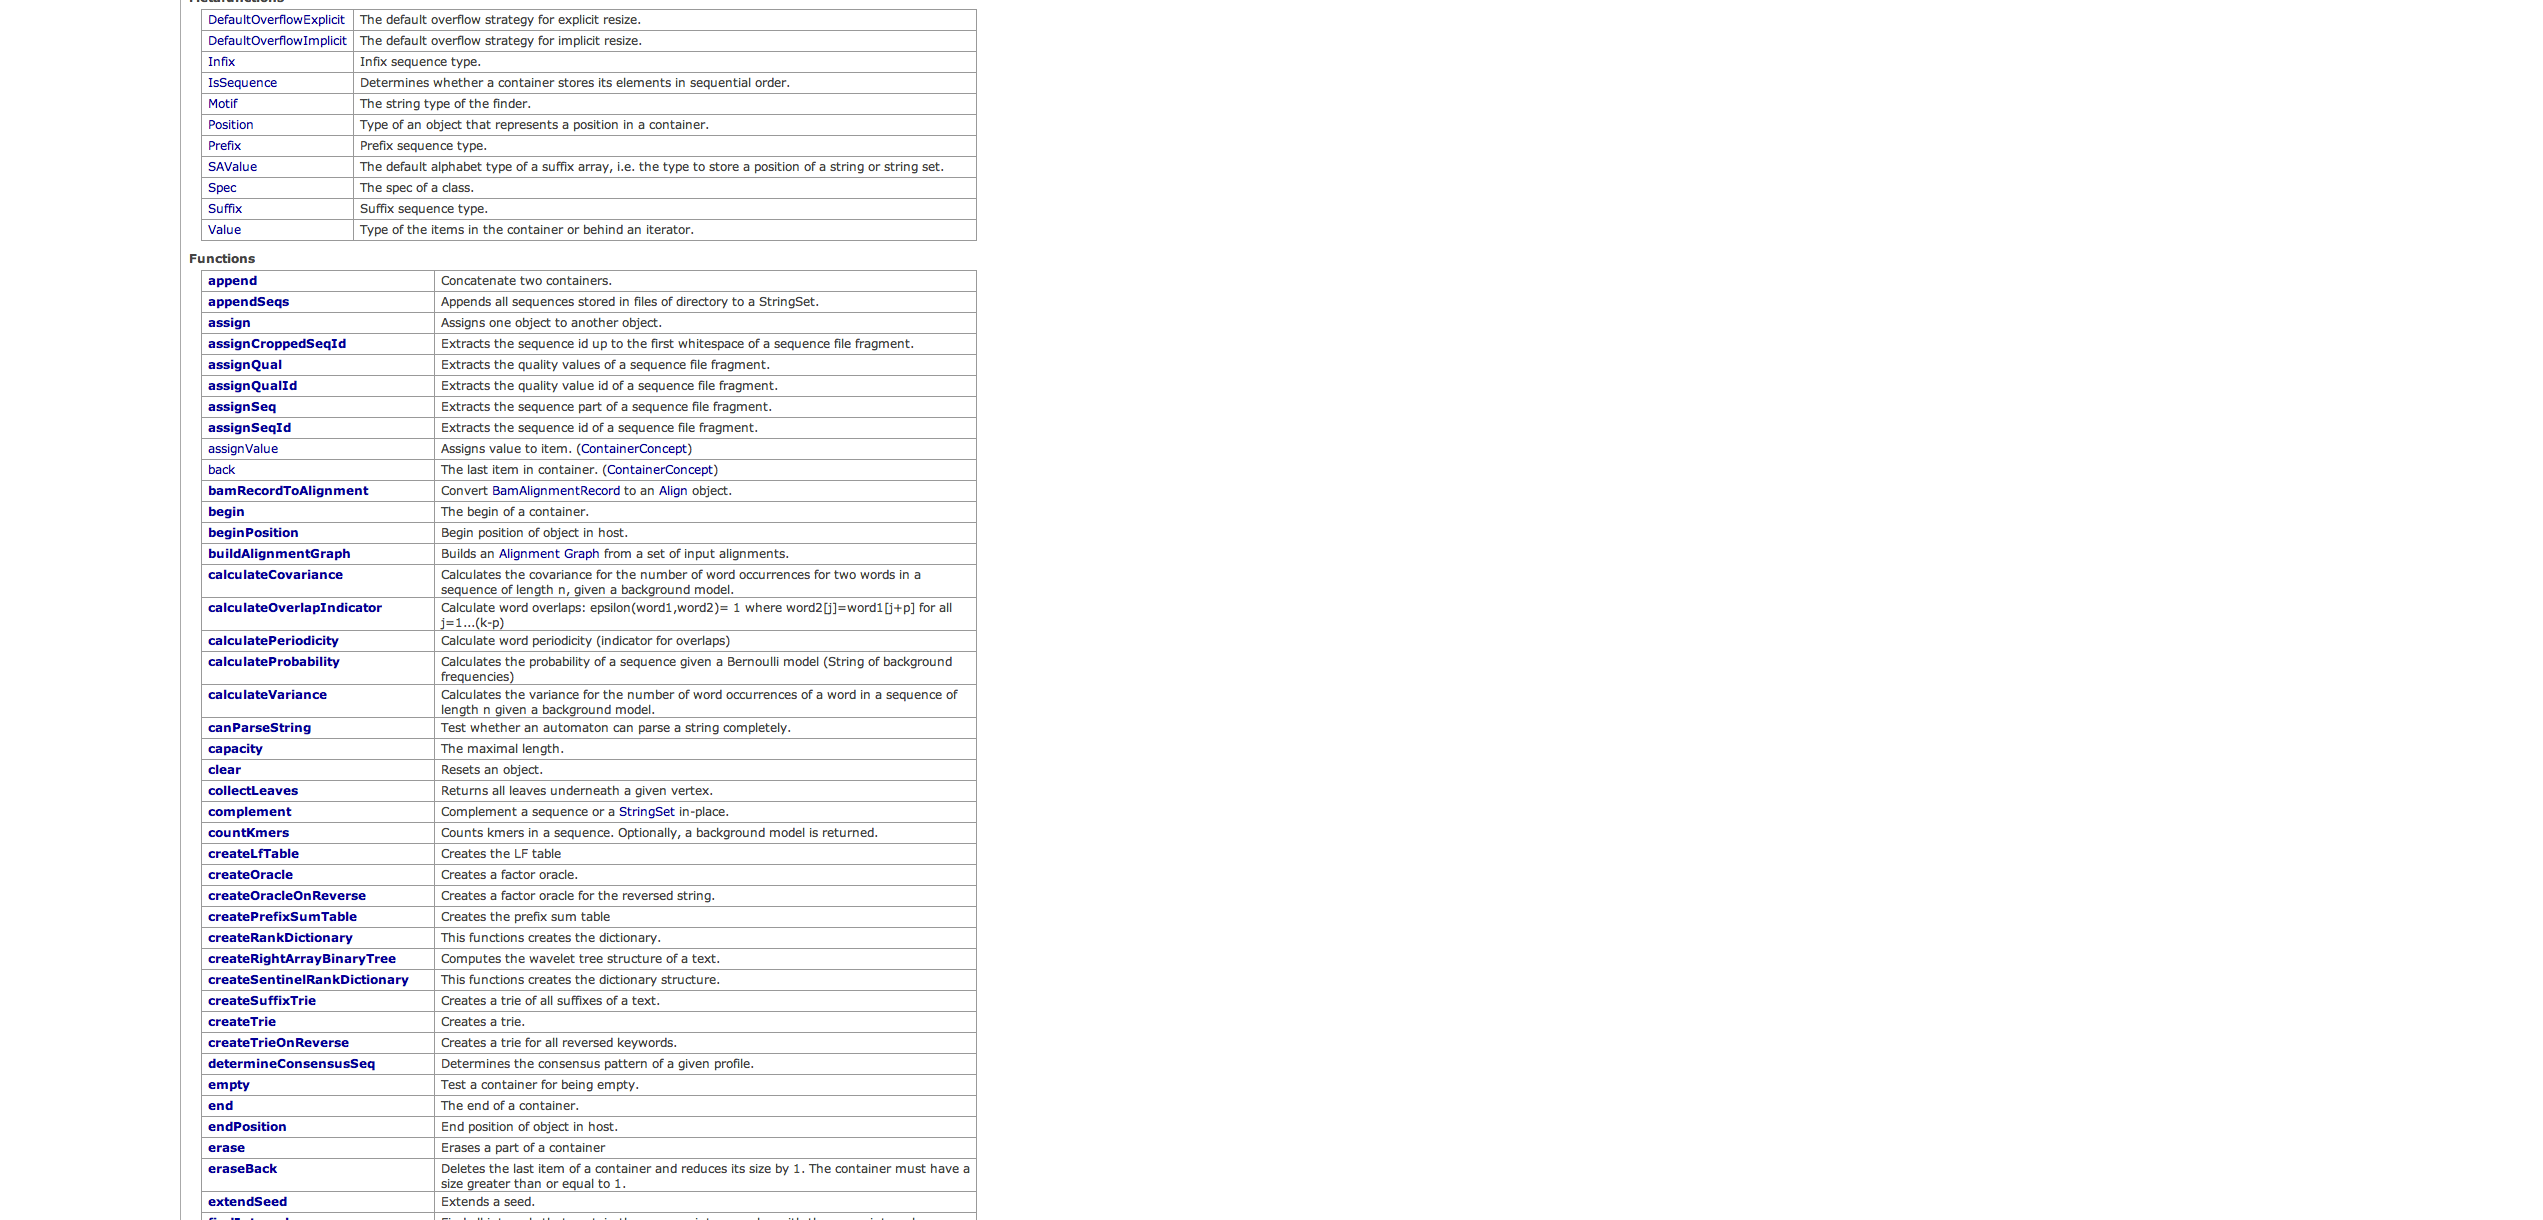 DefaultOverflowExplicit The default overflow strategy for explicit resize.
DefaultOverflowImplicit The default overflow strategy for implicit resize.
Infix Infix sequence type.
IsSequence Determines whether a container stores its elements in sequential order.
Motif The string type of the finder.
Position Type of an object that represents a position in a container.
Prefix Prefix sequence type.
SAValue The default alphabet type of a suffix array, i.e. the type to store a position of a string or string set.
Spec The spec of a class.
Suffix Suffix sequence type.
Value Type of the items in the container or behind an iterator.
Functions
append Concatenate two containers.
appendSeqs Appends all sequences stored in files of directory to a StringSet.
assign Assigns one object to another object.
assignCroppedSeqId Extracts the sequence id up to the first whitespace of a sequence file fragment.
assignQual Extracts the quality values of a sequence file fragment.
assignQualId Extracts the quality value id of a sequence file fragment.
assignSeq Extracts the sequence part of a sequence file fragment.
assignSeqId Extracts the sequence id of a sequence file fragment.
assignValue Assigns value to item. (ContainerConcept)
back The last item in container. (ContainerConcept)
bamRecordToAlignment Convert BamAlignmentRecord to an Align object.
begin The begin of a container.
beginPosition Begin position of object in host.
buildAlignmentGraph Builds an Alignment Graph from a set of input alignments.
calculateCovariance Calculates the covariance for the number of word occurrences for two words in a
sequence of length n, given a background model.
calculateOverlapIndicator Calculate word overlaps: epsilon(word1,word2)= 1 where word2[j]=word1[j+p] for all
j=1...(k-p)
calculatePeriodicity Calculate word periodicity (indicator for overlaps)
calculateProbability Calculates the probability of a sequence given a Bernoulli model (String of background
frequencies)
calculateVariance Calculates the variance for the number of word occurrences of a word in a sequence of
length n given a background model.
canParseString Test whether an automaton can parse a string completely.
capacity The maximal length.
clear Resets an object.
collectLeaves Returns all leaves underneath a given vertex.
complement Complement a sequence or a StringSet in-place.
countKmers Counts kmers in a sequence. Optionally, a background model is returned.
createLfTable Creates the LF table
createOracle Creates a factor oracle.
createOracleOnReverse Creates a factor oracle for the reversed string.
createPrefixSumTable Creates the prefix sum table
createRankDictionary This functions creates the dictionary.
createRightArrayBinaryTree Computes the wavelet tree structure of a text.
createSentinelRankDictionary This functions creates the dictionary structure.
createSuffixTrie Creates a trie of all suffixes of a text.
createTrie Creates a trie.
createTrieOnReverse Creates a trie for all reversed keywords.
determineConsensusSeq Determines the consensus pattern of a given profile.
empty Test a container for being empty.
end The end of a container.
endPosition End position of object in host.
erase Erases a part of a container
eraseBack Deletes the last item of a container and reduces its size by 1. The container must have a
size greater than or equal to 1.
extendSeed Extends a seed.